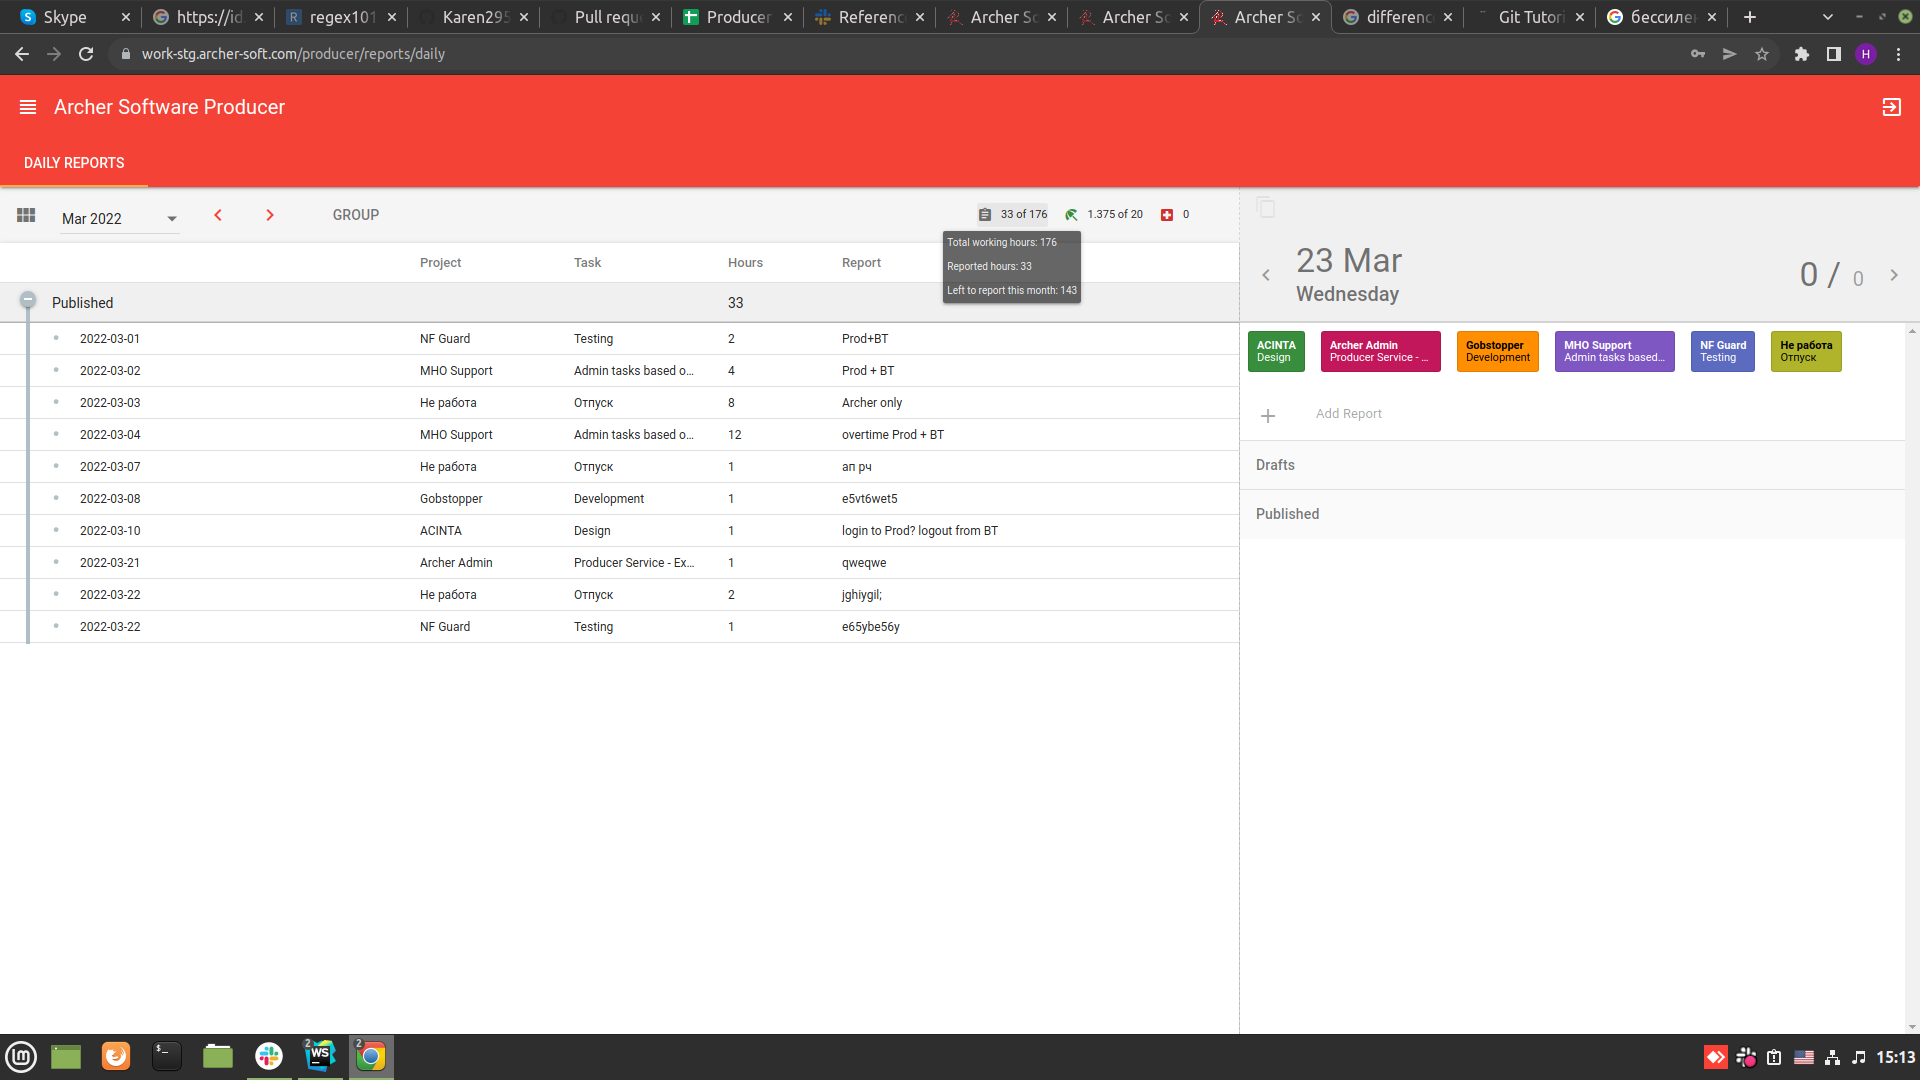 Skype
https://id
regex101
Karen295
Pull requ
Producer
Referenc
Archer So
Archer So
Archer So
differenc
Git Tutori
бессилен
work-stg.archer-soft.com/producer/reports/daily
H
Archer Software Producer
DAILY REPORTS
Mar 2022
GROUP
33 of 176
1.375 of 20
0
Total working hours: 176
Reported hours: 33
Left to report this month: 143
Project Task Hours Report
Published 33
2022-03-01 NF Guard Testing 2 Prod+BT
2022-03-02 MHO Support Admin tasks based o... 4 Prod + BT
2022-03-03 Не работа Отпуск 8 Archer only
2022-03-04 MHO Support Admin tasks based o... 12 overtime Prod + BT
2022-03-07 Не работа Отпуск 1 ап рч
2022-03-08 Gobstopper Development 1 e5vt6wet5
2022-03-10 ACINTA Design 1 login to Prod? logout from BT
2022-03-21 Archer Admin Producer Service - Ex... 1 qweqwe
2022-03-22 Не работа Отпуск 2 jghiygil;
2022-03-22 NF Guard Testing 1 e65ybe56y
23 Mar
Wednesday
0 / 0
ACINTA
Design
Archer Admin
Producer Service - ...
Gobstopper
Development
MHO Support
Admin tasks based...
NF Guard
Testing
Не работа
Отпуск
Add Report
Drafts
Published
2
WS
2
15:13